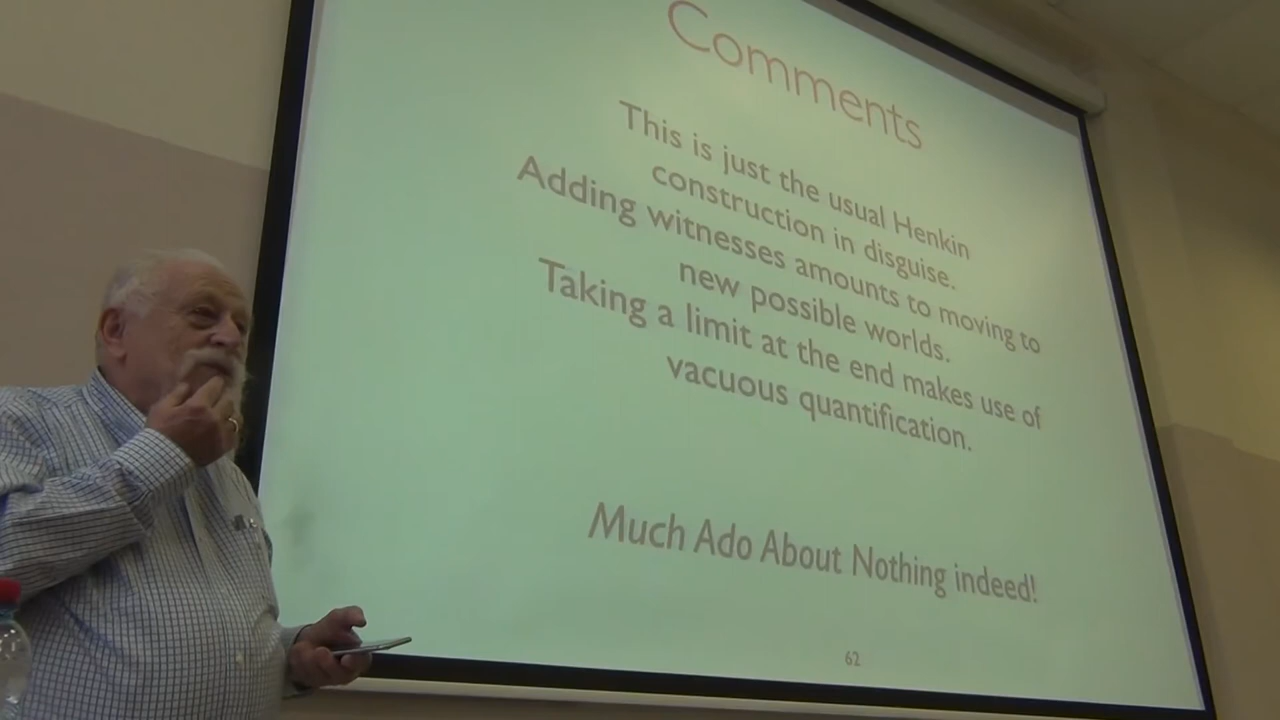 Comments
This is just the usual Henkin
construction in disguise.
Adding witnesses amounts to moving to
new possible worlds.
Taking a limit at the end makes use of
vacuous quantification.
Much Ado About Nothing indeed!
62